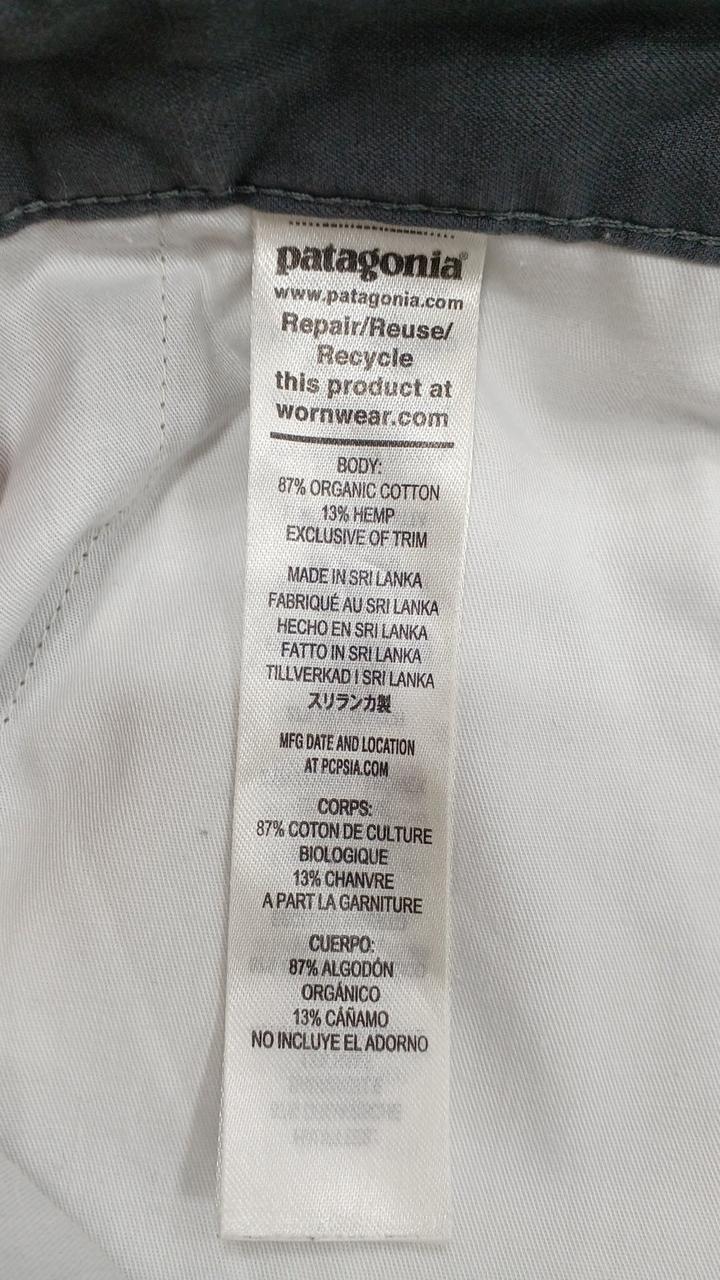 patagonia®
www.patagonia.com
Repair/Reuse/
Recycle
this product at
wornwear.com
BODY:
87% ORGANIC COTTON
13% HEMP
EXCLUSIVE OF TRIM
MADE IN SRI LANKA
FABRIQUÉ AU SRI LANKA
HECHO EN SRI LANKA
FATTO IN SRI LANKA
TILLVERKAD I SRI LANKA
スリランカ製
MFG DATE AND LOCATION
AT PCPSIA.COM
CORPS:
87% COTON DE CULTURE
BIOLOGIQUE
13% CHANVRE
A PART LA GARNITURE
CUERPO:
87% ALGODÓN
ORGÁNICO
13% CÁÑAMO
NO INCLUYE EL ADORNO